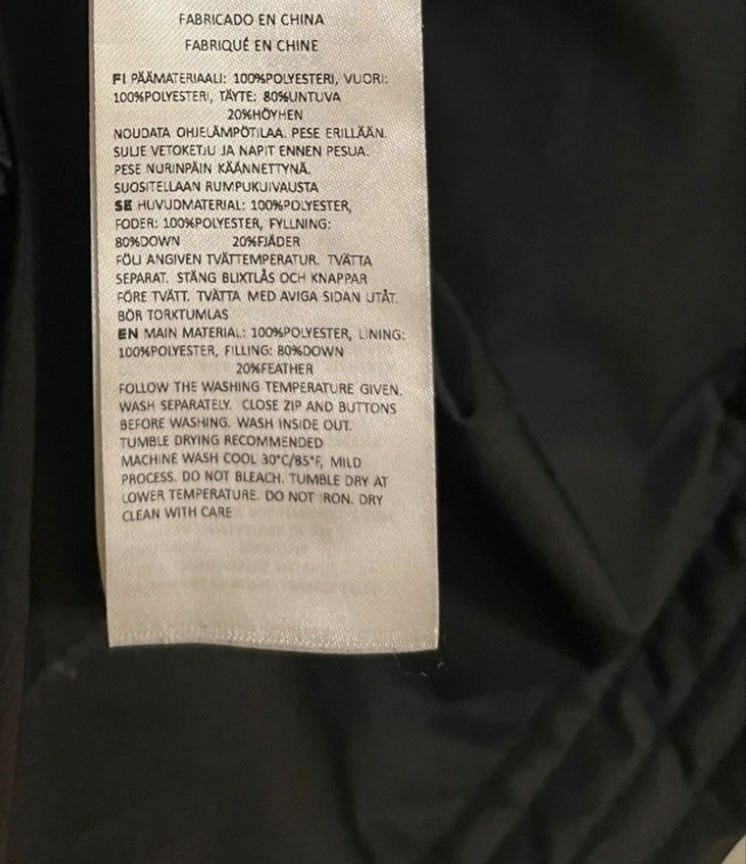 FABRICADO EN CHINA
FABRIQUÉ EN CHINE
FI PÄÄMATERIAALI: 100%POLYESTERI, VUORI:
100%POLYESTERI, TÄYTE: 80%UNTUVA
20%HÖYHEN
NOUDATA OHJELÄMPÖTILAA. PESE ERILLÄÄN.
SULJE VETOKETJU JA NAPIT ENNEN PESUA.
PESE NURINPÄIN KÄÄNNETTYNÄ.
SUOSITELLAAN RUMPUKUIVAUSTA
SE HUVUDMATERIAL: 100%POLYESTER,
FODER: 100%POLYESTER, FYLLNING:
80%DOWN 20%FJÄDER
FÖLJ ANGIVEN TVÄTTEMPERATUR. TVÄTTA
SEPARAT. STÄNG BLIXTLÅS OCH KNAPPAR
FÖRE TVÄTT. TVÄTTA MED AVIGA SIDAN UTÅT.
BÖR TORKTUMLAS
EN MAIN MATERIAL: 100%POLYESTER, LINING:
100%POLYESTER, FILLING: 80%DOWN
20%FEATHER
FOLLOW THE WASHING TEMPERATURE GIVEN.
WASH SEPARATELY. CLOSE ZIP AND BUTTONS
BEFORE WASHING. WASH INSIDE OUT.
TUMBLE DRYING RECOMMENDED
MACHINE WASH COOL 30°C/85°F, MILD
PROCESS. DO NOT BLEACH. TUMBLE DRY AT
LOWER TEMPERATURE. DO NOT IRON. DRY
CLEAN WITH CARE